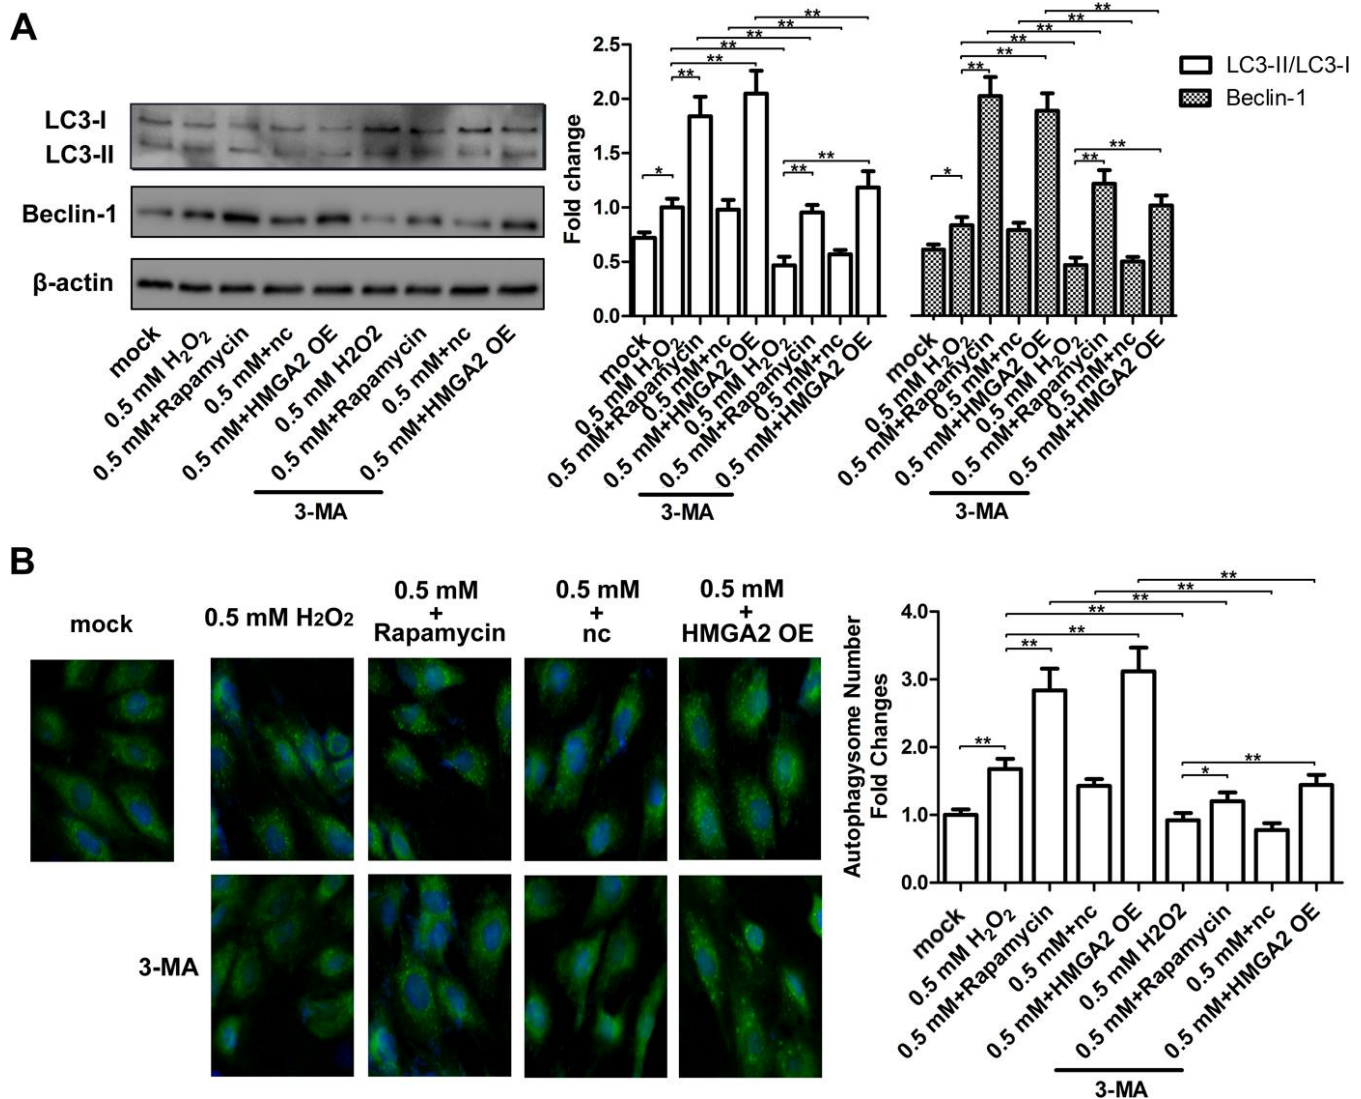 A
LC3-I
LC3-II
Beclin-1
β-actin
mock
0.5 mM H2O2
0.5 mM+Rapamycin
0.5 mM+nc
0.5 mM+HMGA2 OE
0.5 mM H2O2
0.5 mM+Rapamycin
0.5 mM+nc
0.5 mM+HMGA2 OE
3-MA
Fold change
2.5
2.0
1.5
1.0
0.5
0.0
*
**
**
**
**
**
**
**
**
mock
0.5 mM H2O2
0.5 mM+Rapamycin
0.5 mM+nc
0.5 mM+HMGA2 OE
0.5 mM H2O2
0.5 mM+Rapamycin
0.5 mM+nc
0.5 mM+HMGA2 OE
3-MA
*
**
**
**
**
**
**
**
**
mock
0.5 mM H2O2
0.5 mM+Rapamycin
0.5 mM+nc
0.5 mM+HMGA2 OE
0.5 mM H2O2
0.5 mM+Rapamycin
0.5 mM+nc
0.5 mM+HMGA2 OE
3-MA
LC3-II/LC3-I
Beclin-1
B
mock
0.5 mM H2O2
0.5 mM
+
Rapamycin
0.5 mM
+
nc
0.5 mM
+
HMGA2 OE
3-MA
Autophagysome Number
Fold Changes
4.0
3.0
2.0
1.0
0.0
**
**
**
**
**
**
**
*
**
mock
0.5 mM H2O2
0.5 mM+Rapamycin
0.5 mM+nc
0.5 mM+HMGA2 OE
0.5 mM H2O2
0.5 mM+Rapamycin
0.5 mM+nc
0.5 mM+HMGA2 OE
3-MA